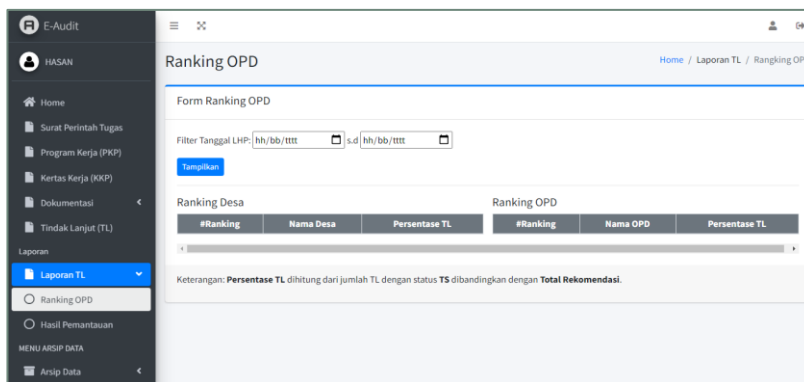 E-Audit
HASAN
Home
Surat Perintah Tugas
Program Kerja (PKP)
Kertas Kerja (KKP)
Dokumentasi
Tindak Lanjut (TL)
Laporan
Laporan TL
Ranking OPD
Hasil Pemantauan
MENU ARSIP DATA
Arsip Data
Ranking OPD
Home / Laporan TL / Rangking OP
Form Ranking OPD
Filter Tanggal LHP: hh/bb/tttt s.d hh/bb/tttt
Tampilkan
Ranking Desa
#Ranking Nama Desa Persentase TL
Ranking OPD
#Ranking Nama OPD Persentase TL
Keterangan: Persentase TL dihitung dari jumlah TL dengan status TS dibandingkan dengan Total Rekomendasi.